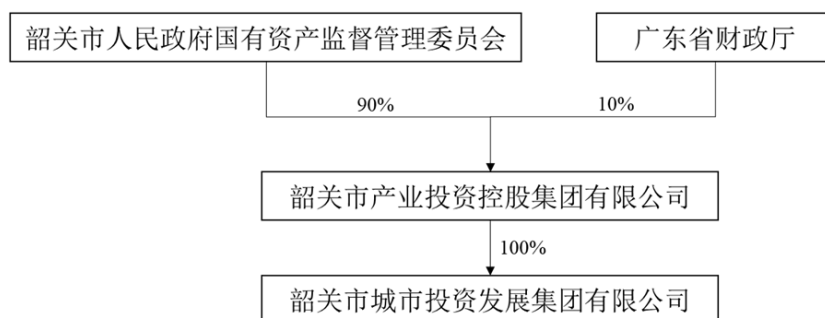 韶关市人民政府国有资产监督管理委员会
广东省财政厅
90%
10%
韶关市产业投资控股集团有限公司
100%
韶关市城市投资发展集团有限公司